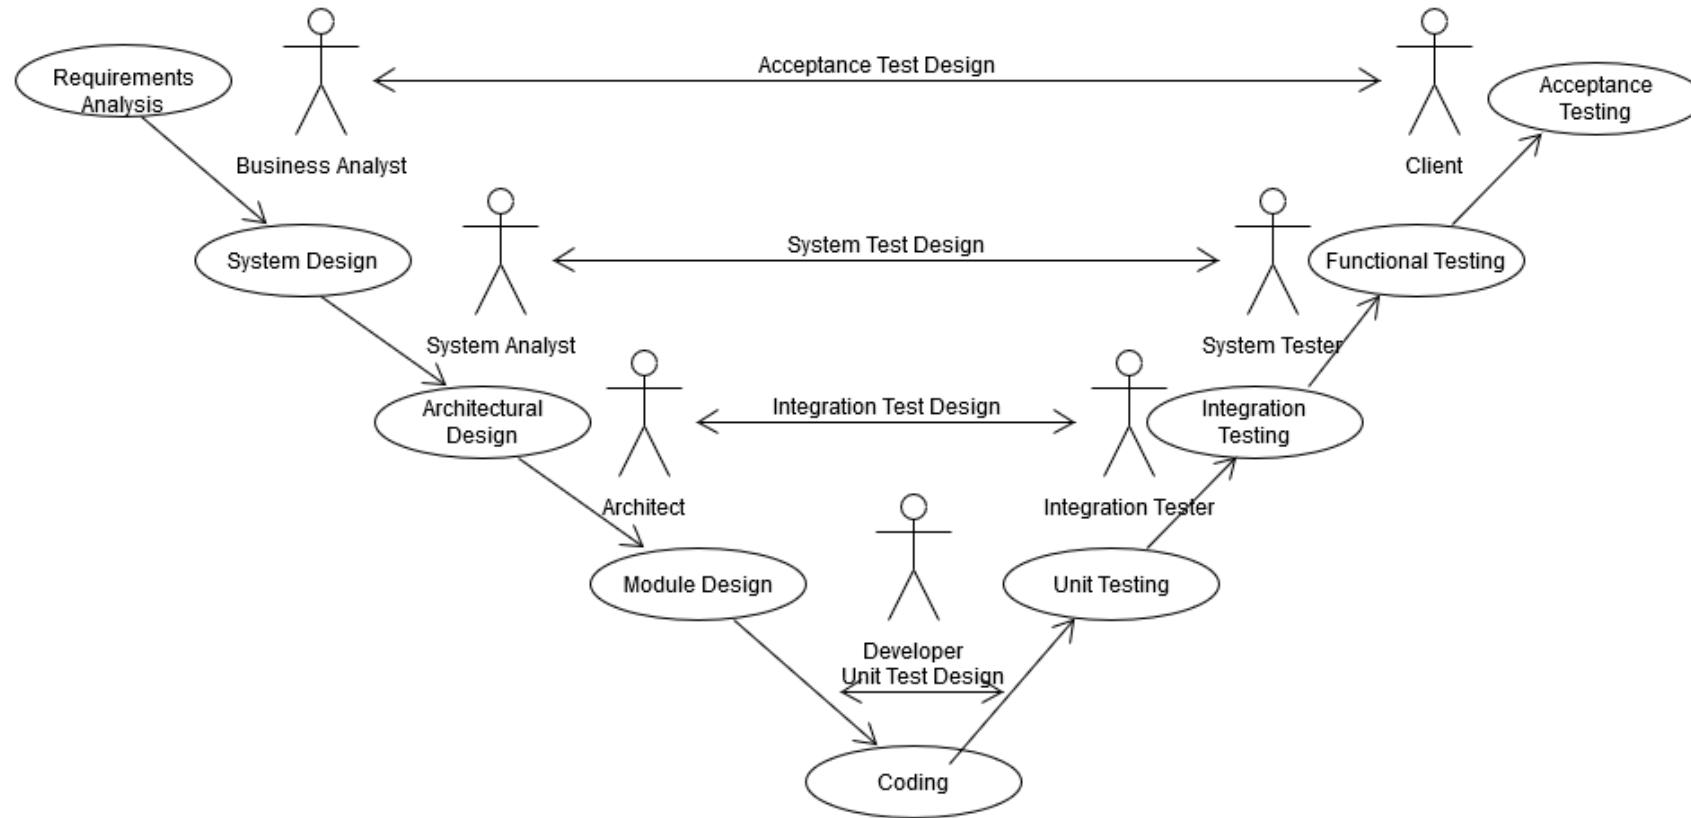 Requirements
Analysis
Acceptance Test Design
Acceptance
Testing
Business Analyst
Client
System Design
System Test Design
Functional Testing
System Analyst
System Tester
Architectural
Design
Integration Test Design
Integration
Testing
Architect
Integration Tester
Module Design
Unit Testing
Developer
Unit Test Design
Coding